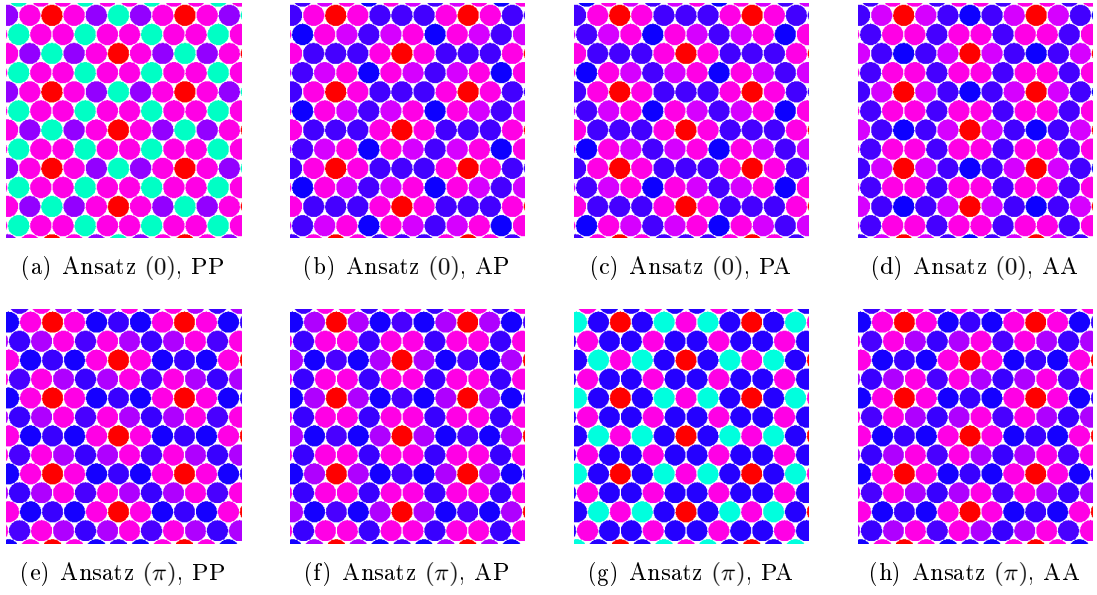 (a) Ansatz (0), PP
(b) Ansatz (0), AP
(c) Ansatz (0), PA
(d) Ansatz (0), AA
(e) Ansatz (π), PP
(f) Ansatz (π), AP
(g) Ansatz (π), PA
(h) Ansatz (π), AA